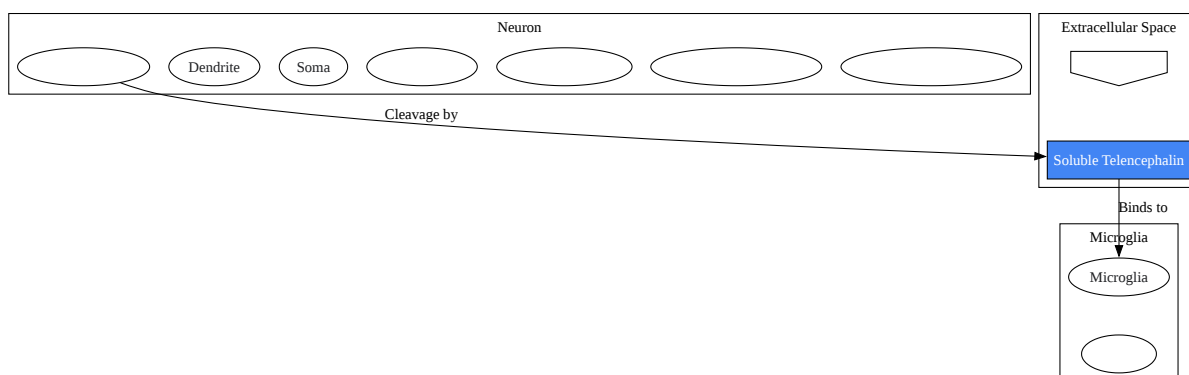 Neuron
Extracellular Space
Dendrite
Soma
Cleavage by
Soluble Telencephalin
Binds to
Microglia
Microglia